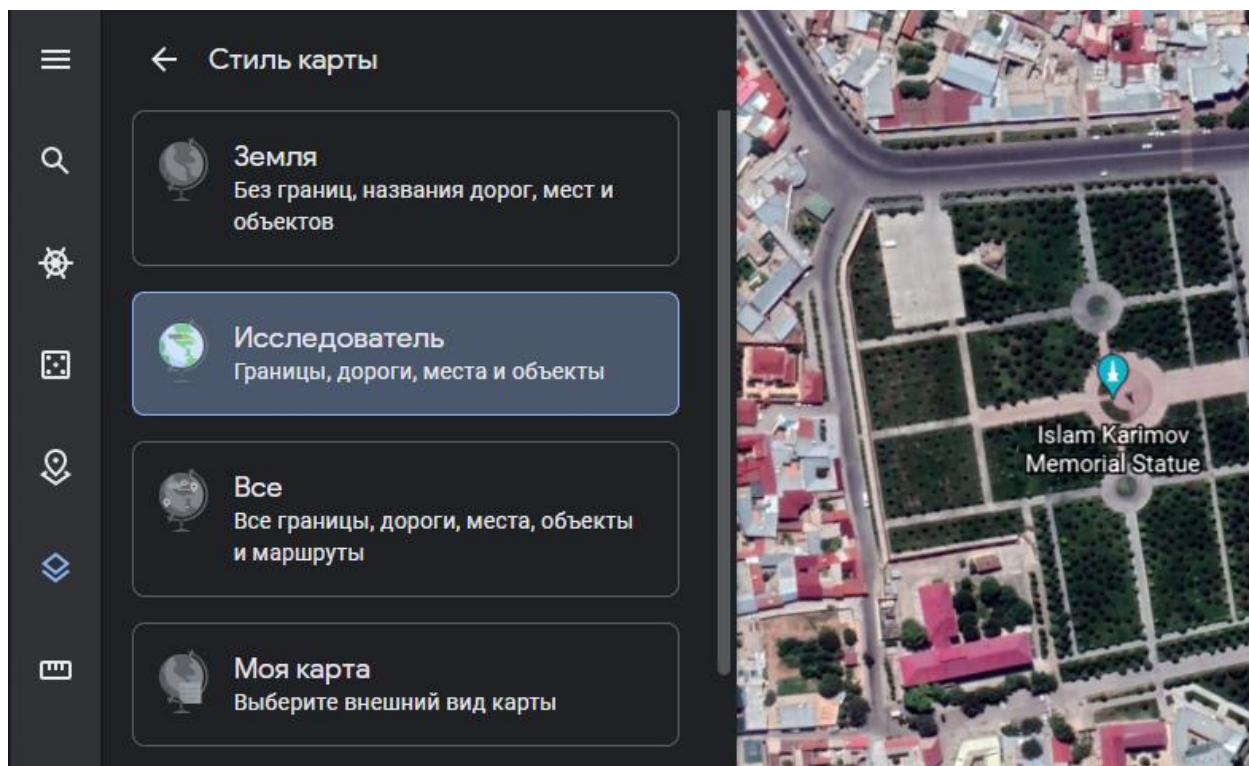 Стиль карты
Земля
Без границ, названия дорог, мест и
объектов
Исследователь
Границы, дороги, места и объекты
Все
Все границы, дороги, места, объекты
и маршруты
Моя карта
Выберите внешний вид карты
Islam Karimov
Memorial Statue